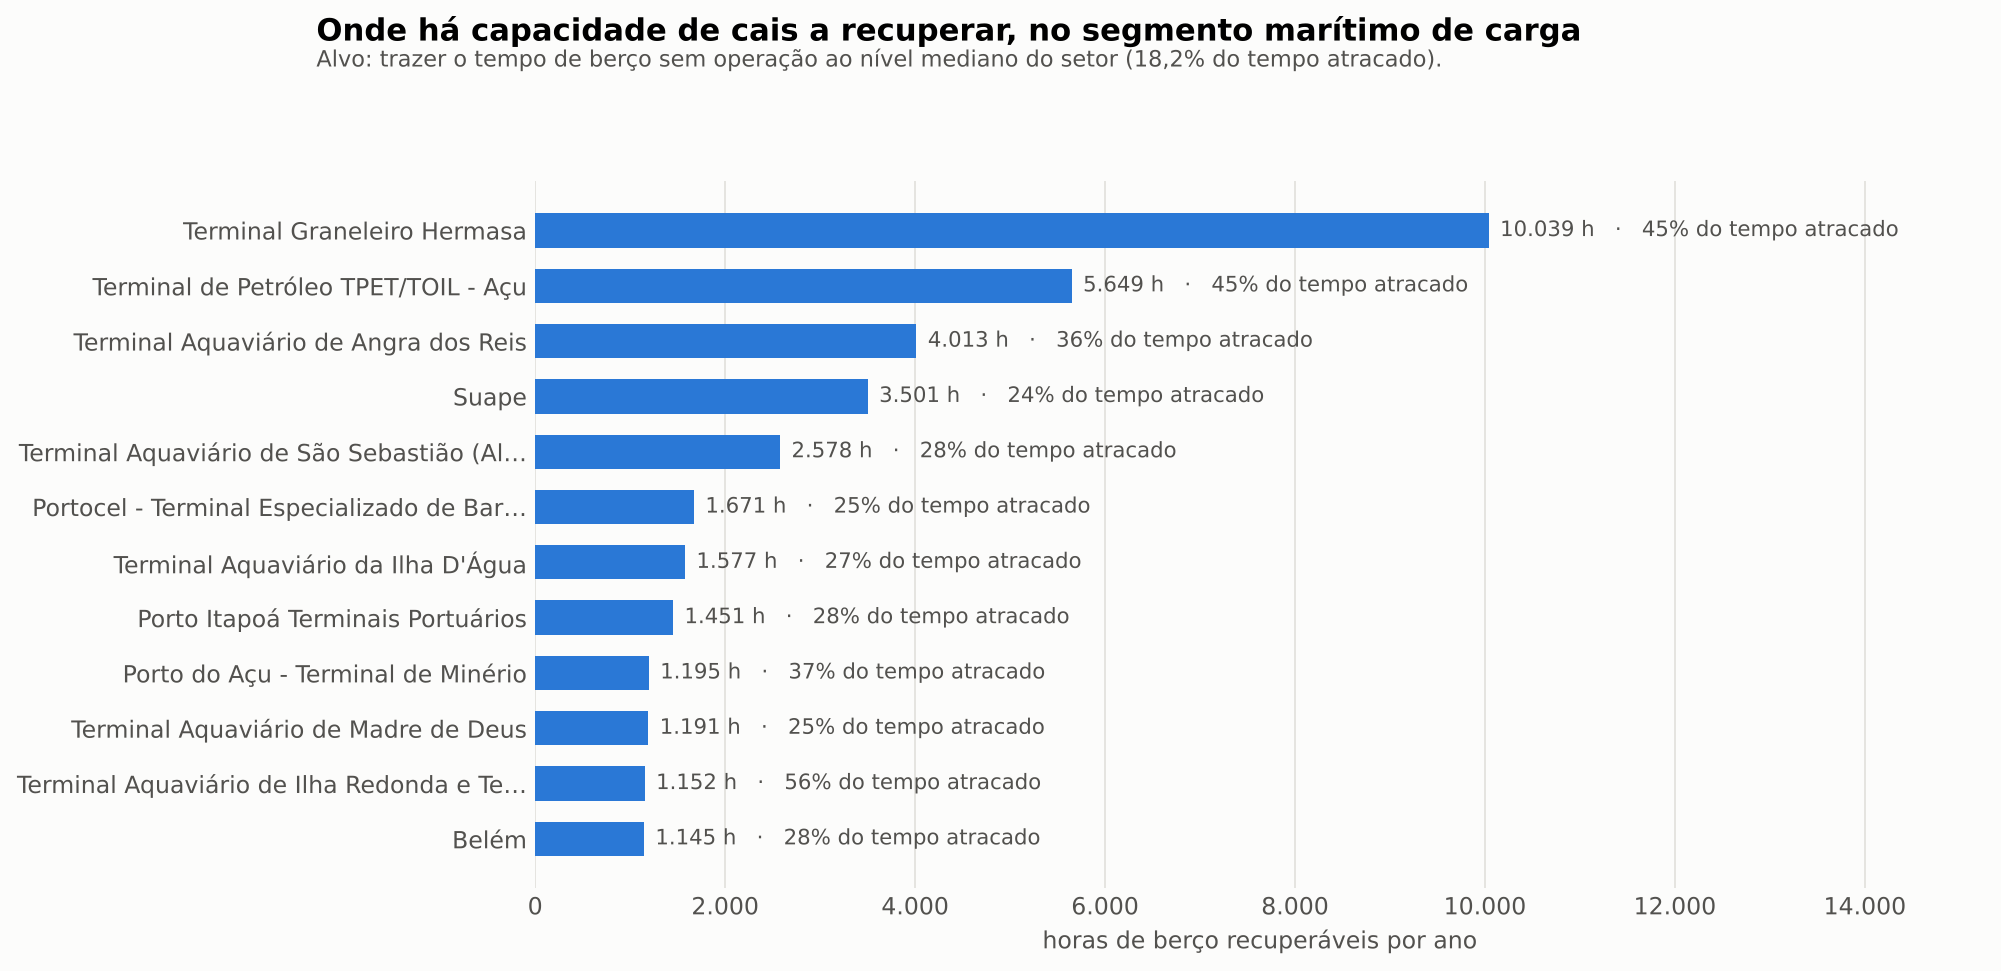 Onde há capacidade de cais a recuperar, no segmento marítimo de carga
Alvo: trazer o tempo de berço sem operação ao nível mediano do setor (18,2% do tempo atracado).
Terminal Graneleiro Hermasa 10.039 h · 45% do tempo atracado
Terminal de Petróleo TPET/TOIL - Açu 5.649 h · 45% do tempo atracado
Terminal Aquaviário de Angra dos Reis 4.013 h · 36% do tempo atracado
Suape 3.501 h · 24% do tempo atracado
Terminal Aquaviário de São Sebastião (Al… 2.578 h · 28% do tempo atracado
Portocel - Terminal Especializado de Bar… 1.671 h · 25% do tempo atracado
Terminal Aquaviário da Ilha D'Água 1.577 h · 27% do tempo atracado
Porto Itapoá Terminais Portuários 1.451 h · 28% do tempo atracado
Porto do Açu - Terminal de Minério 1.195 h · 37% do tempo atracado
Terminal Aquaviário de Madre de Deus 1.191 h · 25% do tempo atracado
Terminal Aquaviário de Ilha Redonda e Te… 1.152 h · 56% do tempo atracado
Belém 1.145 h · 28% do tempo atracado
0 2.000 4.000 6.000 8.000 10.000 12.000 14.000
horas de berço recuperáveis por ano